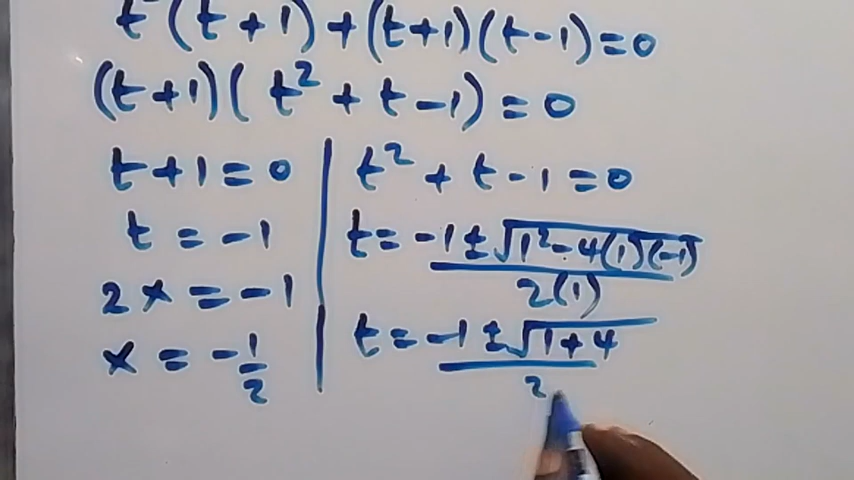 t²(t+1)+(t+1)(t-1)=0
(t+1)(t²+t-1)=0
t+1=0
t=-1
2x=-1
x=-1/2
t²+t-1=0
t=-1±√1²-4(1)(-1)/2(1)
t=-1±√1+4/2